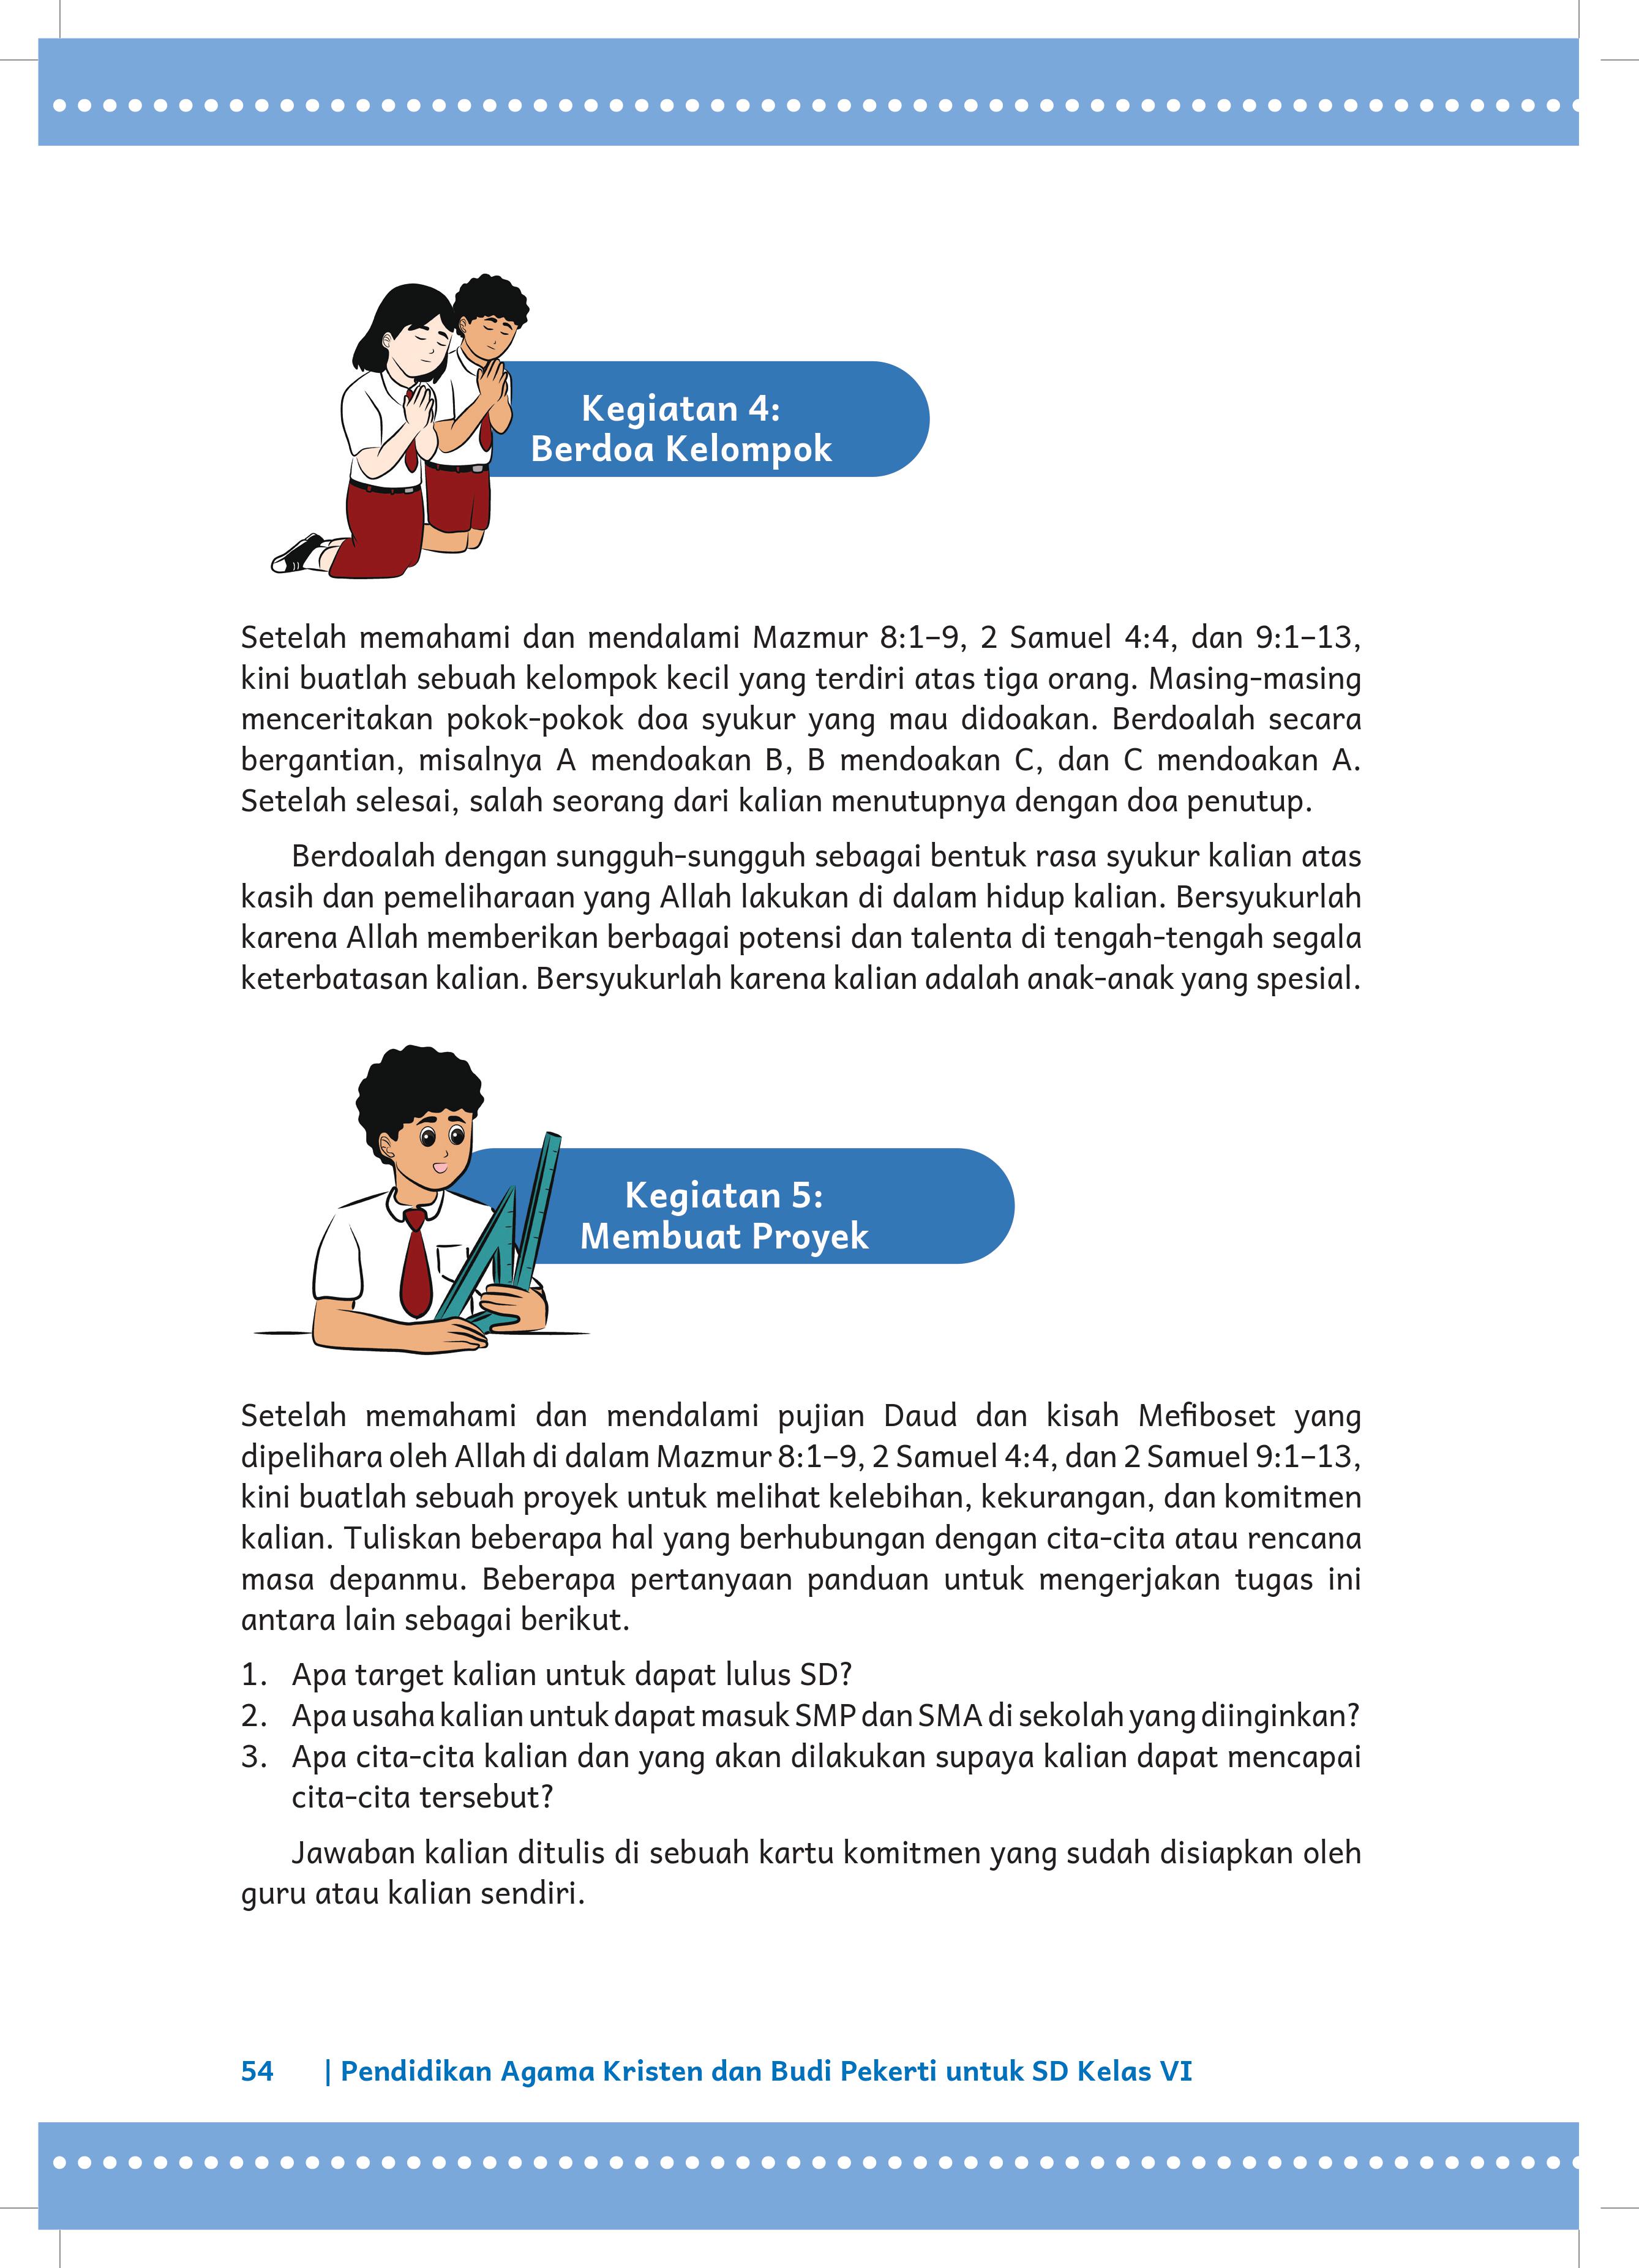 Kegiatan 4:
Berdoa Kelompok
Setelah memahami dan mendalami Mazmur 8:1–9, 2 Samuel 4:4, dan 9:1–13,
kini buatlah sebuah kelompok kecil yang terdiri atas tiga orang. Masing-masing
menceritakan pokok-pokok doa syukur yang mau didoakan. Berdoalah secara
bergantian, misalnya A mendoakan B, B mendoakan C, dan C mendoakan A.
Setelah selesai, salah seorang dari kalian menutupnya dengan doa penutup.
Berdoalah dengan sungguh-sungguh sebagai bentuk rasa syukur kalian atas
kasih dan pemeliharaan yang Allah lakukan di dalam hidup kalian. Bersyukurlah
karena Allah memberikan berbagai potensi dan talenta di tengah-tengah segala
keterbatasan kalian. Bersyukurlah karena kalian adalah anak-anak yang spesial.
Kegiatan 5:
Membuat Proyek
Setelah memahami dan mendalami pujian Daud dan kisah Mefiboset yang
dipelihara oleh Allah di dalam Mazmur 8:1–9, 2 Samuel 4:4, dan 2 Samuel 9:1–13,
kini buatlah sebuah proyek untuk melihat kelebihan, kekurangan, dan komitmen
kalian. Tuliskan beberapa hal yang berhubungan dengan cita-cita atau rencana
masa depanmu. Beberapa pertanyaan panduan untuk mengerjakan tugas ini
antara lain sebagai berikut.
1. Apa target kalian untuk dapat lulus SD?
2. Apa usaha kalian untuk dapat masuk SMP dan SMA di sekolah yang diinginkan?
3. Apa cita-cita kalian dan yang akan dilakukan supaya kalian dapat mencapai
cita-cita tersebut?
Jawaban kalian ditulis di sebuah kartu komitmen yang sudah disiapkan oleh
guru atau kalian sendiri.
54 | Pendidikan Agama Kristen dan Budi Pekerti untuk SD Kelas VI